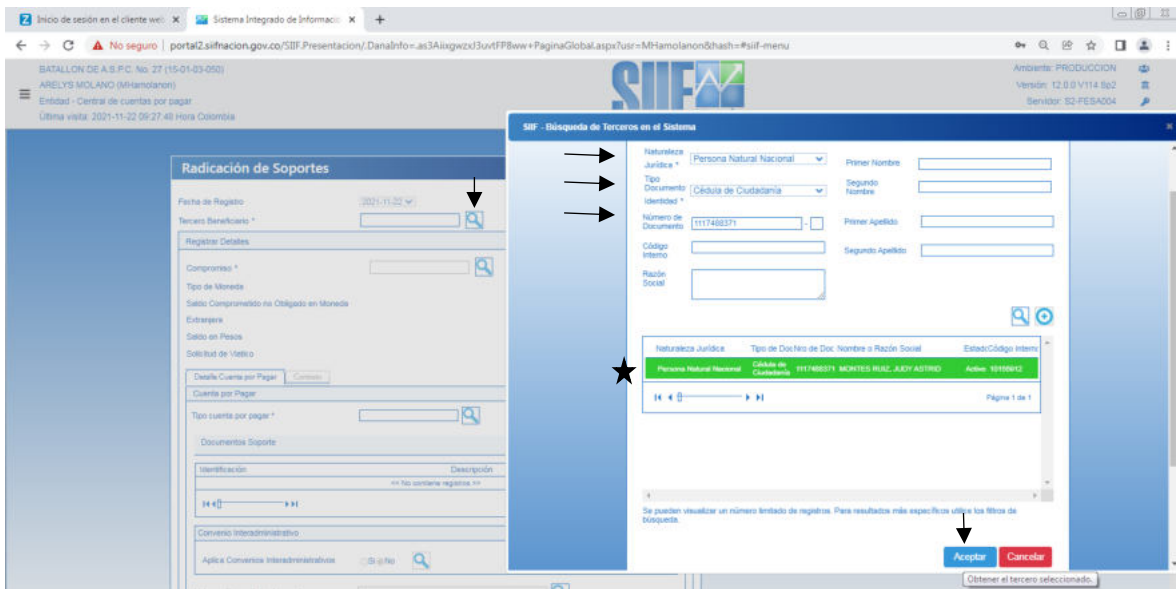 Inicio de sesión en el cliente web
Sistema Integrado de Informació
No seguro
portal2.siifnacion.gov.co/SIIF.Presentacion/.DanaInfo=.as3Aiixgwzxl3uvtFP8ww+PaginaGlobal.aspx?usr=MHamolanon&hash=#siif-menu
BATALLON DE A.S.P.C. No. 27 (15-01-03-050)
ARELYS MOLANO (MHamolanon)
Entidad - Central de cuentas por pagar
Última visita: 2021-11-22 09:27:48 Hora Colombia
SIIF
Ambiente: PRODUCCION
Versión: 12.0.0 V114 8p2
Servidor: S2-FESA004
Radicación de Soportes
Fecha de Registro 2021-11-22
Tercero Beneficiario *
Registrar Detalles
Compromiso *
Tipo de Moneda
Saldo Comprometido no Obligado en Moneda
Extranjera
Saldo en Pesos
Solicitud de Viático
Detalle Cuenta por Pagar Contrato
Cuenta por Pagar
Tipo cuenta por pagar *
Documentos Soporte
Identificación Descripción
<< No contiene registros >>
Convenio Interadministrativo
Aplica Convenios Interadministrativos Si No
SIIF - Búsqueda de Terceros en el Sistema
Naturaleza
Jurídica * Persona Natural Nacional Primer Nombre
Tipo
Documento Cédula de Ciudadanía
Identidad *
Segundo
Nombre
Número de
Documento 1117488371 - Primer Apellido
Código
Interno Segundo Apellido
Razón
Social
Naturaleza Jurídica Tipo de Doc Nro de Doc Nombre o Razón Social Estado Código Interno
Persona Natural Nacional Cédula de
Ciudadanía 1117488371 MONTES RUIZ, JUDY ASTRID Activo
Página 1 de 1
Se pueden visualizar un número limitado de registros. Para resultados más específicos utilice los filtros de
búsqueda.
Aceptar Cancelar
Obtener el tercero seleccionado.